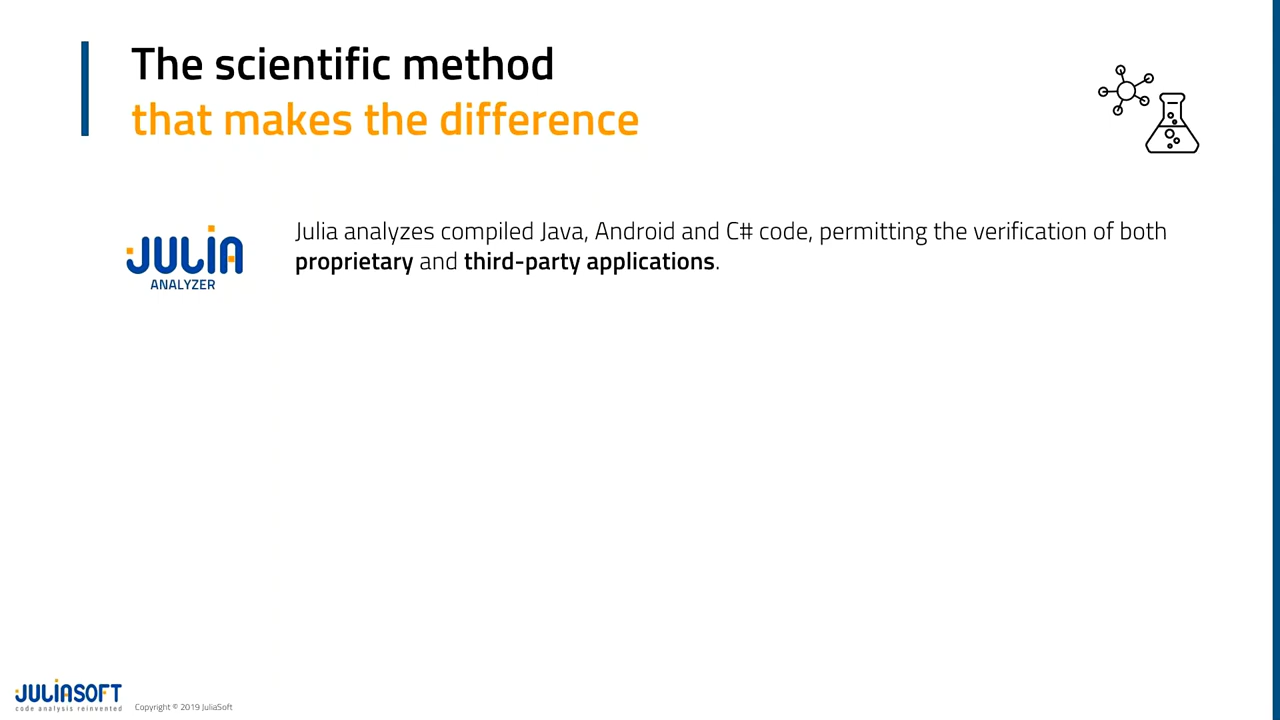 The scientific method
that makes the difference
JULIA
ANALYZER
Julia analyzes compiled Java, Android and C# code, permitting the verification of both
proprietary and third-party applications.
JULIASOFT
code analysis reinvented
Copyright © 2019 JuliaSoft